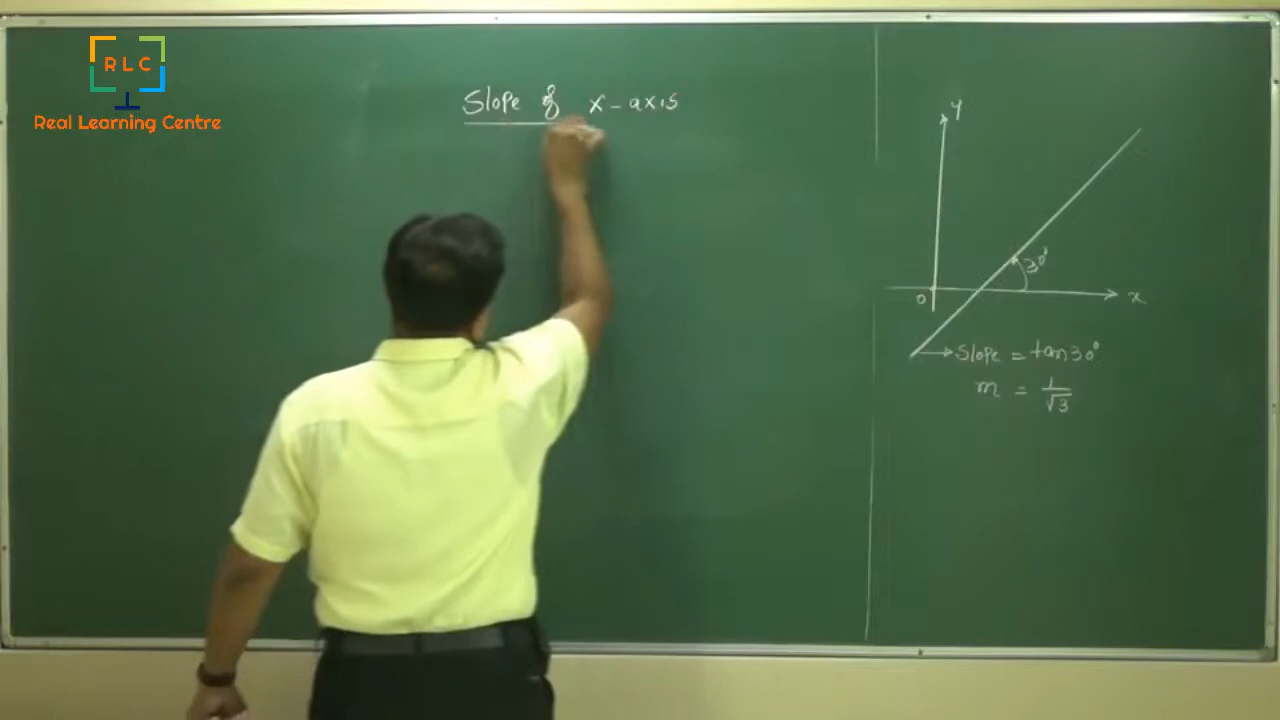 RLC
Real Learning Centre
Slope of x-axis
y
30°
0
x
Slope = tan30°
m = 1/√3